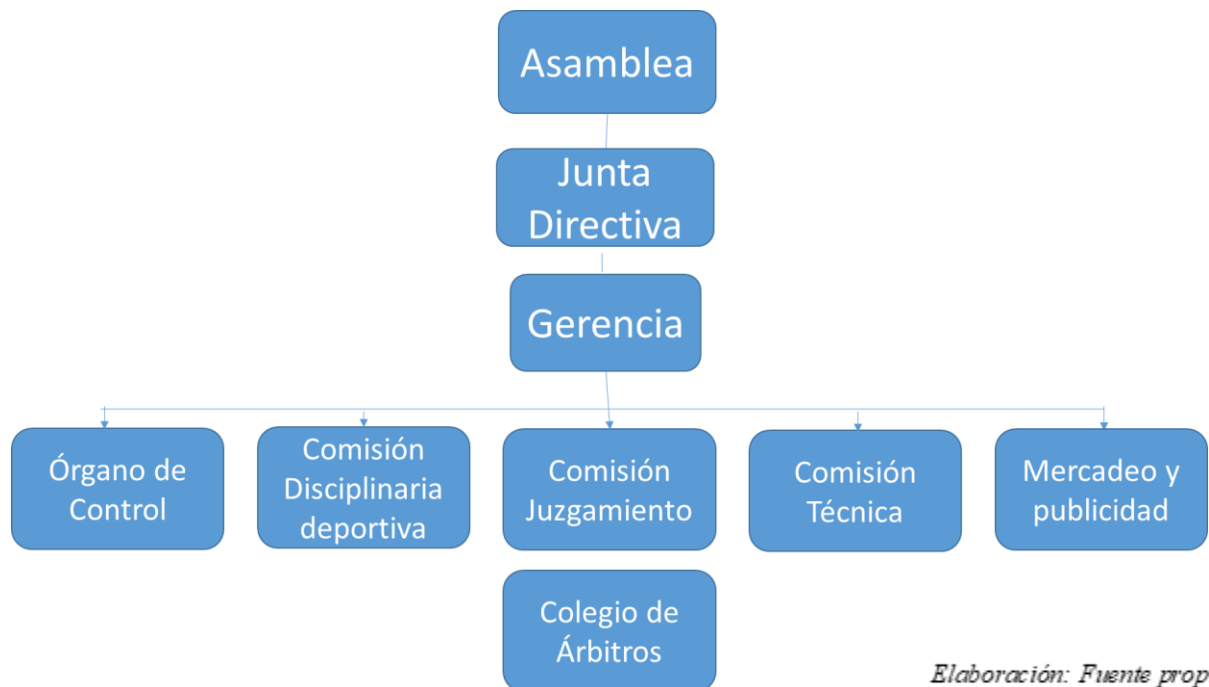 Asamblea
Junta
Directiva
Gerencia
Órgano de
Control
Comisión
Disciplinaria
deportiva
Comisión
Juzgamiento
Comisión
Técnica
Mercadeo y
publicidad
Colegio de
Árbitros
Elaboración: Fuente prop